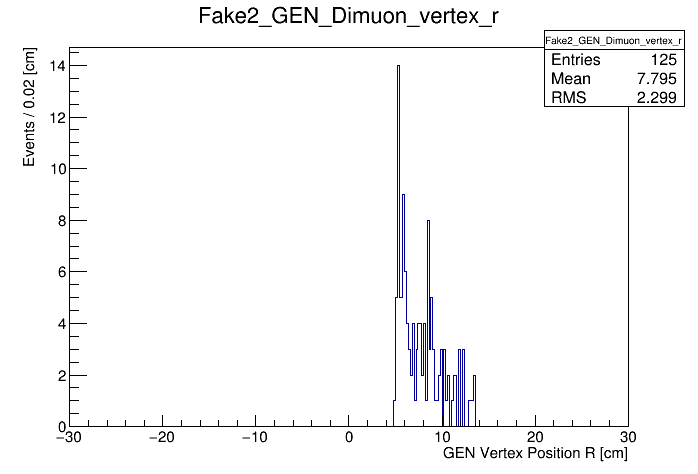 Fake2_GEN_Dimuon_vertex_r
Fake2_GEN_Dimuon_vertex_r
Entries 125
Mean 7.795
RMS 2.299
Events / 0.02 [cm]
14
12
10
8
6
4
2
0
−30 −20 −10 0 10 20 30
GEN Vertex Position R [cm]